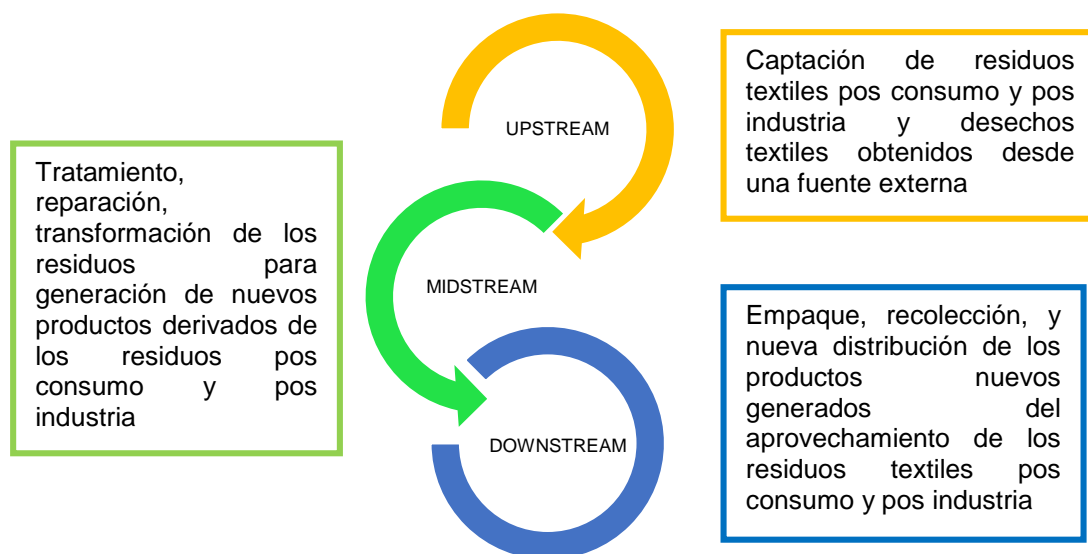 UPSTREAM
Captación de residuos
textiles pos consumo y pos
industria y desechos
textiles obtenidos desde
una fuente externa
Tratamiento,
reparación,
transformación de los
residuos para
generación de nuevos
productos derivados de
los residuos pos
consumo y pos
industria
MIDSTREAM
DOWNSTREAM
Empaque, recolección, y
nueva distribución de los
productos nuevos
generados del
aprovechamiento de los
residuos textiles pos
consumo y pos industria